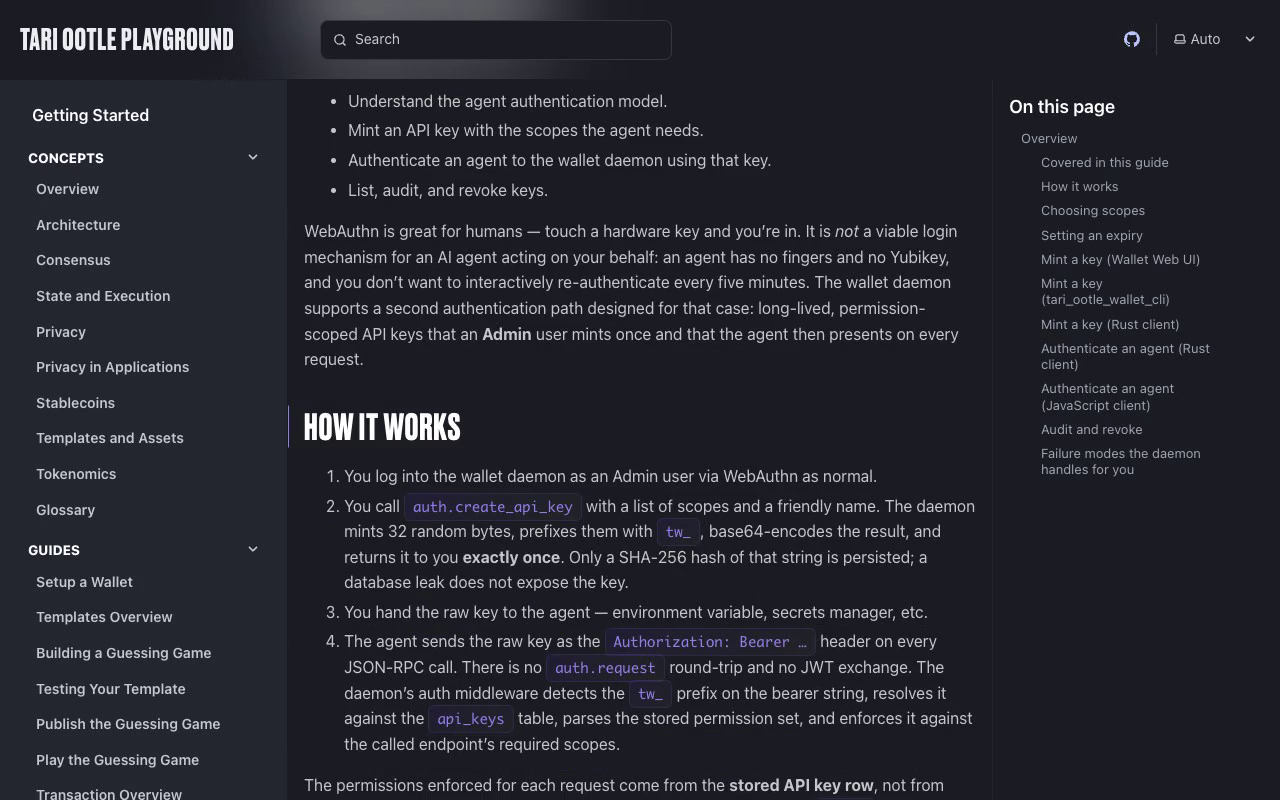 TARI OOTLE PLAYGROUND
Search
Auto
Getting Started
CONCEPTS
Overview
Architecture
Consensus
State and Execution
Privacy
Privacy in Applications
Stablecoins
Templates and Assets
Tokenomics
Glossary
GUIDES
Setup a Wallet
Templates Overview
Building a Guessing Game
Testing Your Template
Publish the Guessing Game
Play the Guessing Game
Transaction Overview
• Understand the agent authentication model.
• Mint an API key with the scopes the agent needs.
• Authenticate an agent to the wallet daemon using that key.
• List, audit, and revoke keys.
WebAuthn is great for humans — touch a hardware key and you’re in. It is not a viable login
mechanism for an AI agent acting on your behalf: an agent has no fingers and no Yubikey,
and you don’t want to interactively re-authenticate every five minutes. The wallet daemon
supports a second authentication path designed for that case: long-lived, permission-
scoped API keys that an Admin user mints once and that the agent then presents on every
request.
HOW IT WORKS
1. You log into the wallet daemon as an Admin user via WebAuthn as normal.
2. You call auth.create_api_key with a list of scopes and a friendly name. The daemon
mints 32 random bytes, prefixes them with tw_, base64-encodes the result, and
returns it to you exactly once. Only a SHA-256 hash of that string is persisted; a
database leak does not expose the key.
3. You hand the raw key to the agent — environment variable, secrets manager, etc.
4. The agent sends the raw key as the Authorization: Bearer … header on every
JSON-RPC call. There is no auth.request round-trip and no JWT exchange. The
daemon’s auth middleware detects the tw_ prefix on the bearer string, resolves it
against the api_keys table, parses the stored permission set, and enforces it against
the called endpoint’s required scopes.
The permissions enforced for each request come from the stored API key row, not from
On this page
Overview
Covered in this guide
How it works
Choosing scopes
Setting an expiry
Mint a key (Wallet Web UI)
Mint a key
(tari_ootle_wallet_cli)
Mint a key (Rust client)
Authenticate an agent (Rust
client)
Authenticate an agent
(JavaScript client)
Audit and revoke
Failure modes the daemon
handles for you